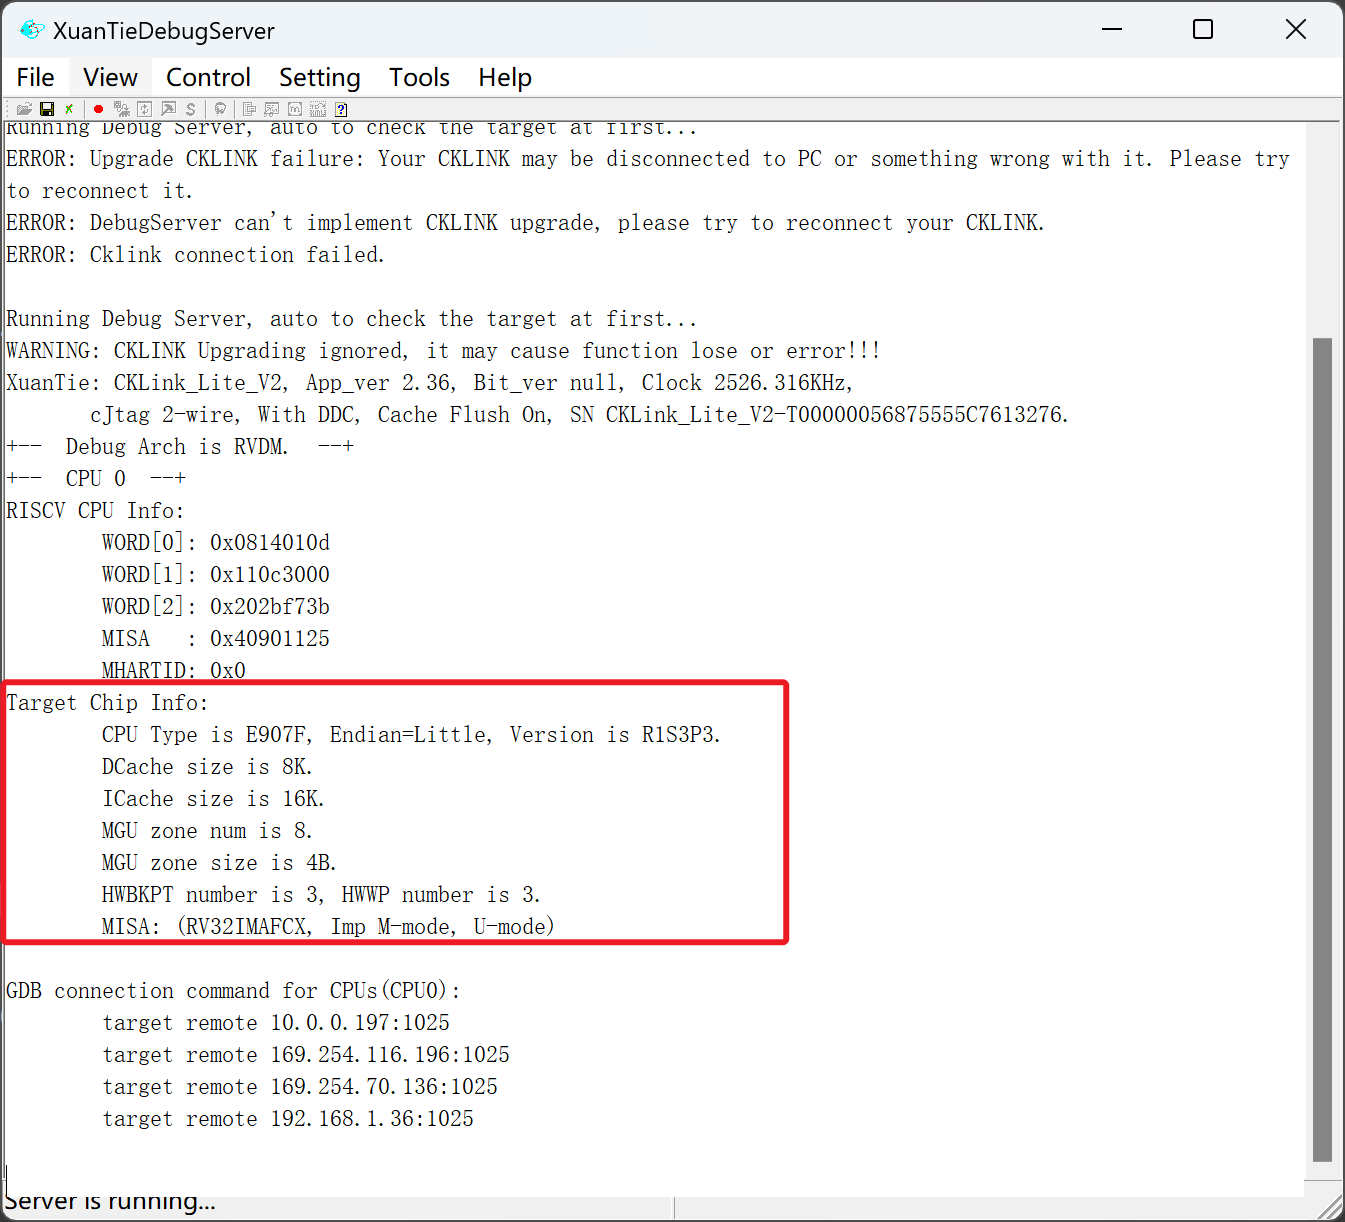 XuanTieDebugServer
File View Control Setting Tools Help
Running Debug Server, auto to check the target at first...
ERROR: Upgrade CKLINK failure: Your CKLINK may be disconnected to PC or something wrong with it. Please try
to reconnect it.
ERROR: DebugServer can't implement CKLINK upgrade, please try to reconnect your CKLINK.
ERROR: Cklink connection failed.
Running Debug Server, auto to check the target at first...
WARNING: CKLINK Upgrading ignored, it may cause function lose or error!!!
XuanTie: CKLink_Lite_V2, App_ver 2.36, Bit_ver null, Clock 2526.316KHz,
cJtag 2-wire, With DDC, Cache Flush On, SN CKLink_Lite_V2-T00000056875555C7613276.
+-- Debug Arch is RVDM. --+
+-- CPU 0 --+
RISCV CPU Info:
WORD[0]: 0x0814010d
WORD[1]: 0x110c3000
WORD[2]: 0x202bf73b
MISA : 0x40901125
MHARTID: 0x0
Target Chip Info:
CPU Type is E907F, Endian=Little, Version is R1S3P3.
DCache size is 8K.
ICache size is 16K.
MGU zone num is 8.
MGU zone size is 4B.
HWBKPT number is 3, HWWP number is 3.
MISA: (RV32IMAFCX, Imp M-mode, U-mode)
GDB connection command for CPUs(CPU0):
target remote 10.0.0.197:1025
target remote 169.254.116.196:1025
target remote 169.254.70.136:1025
target remote 192.168.1.36:1025
Server is running...